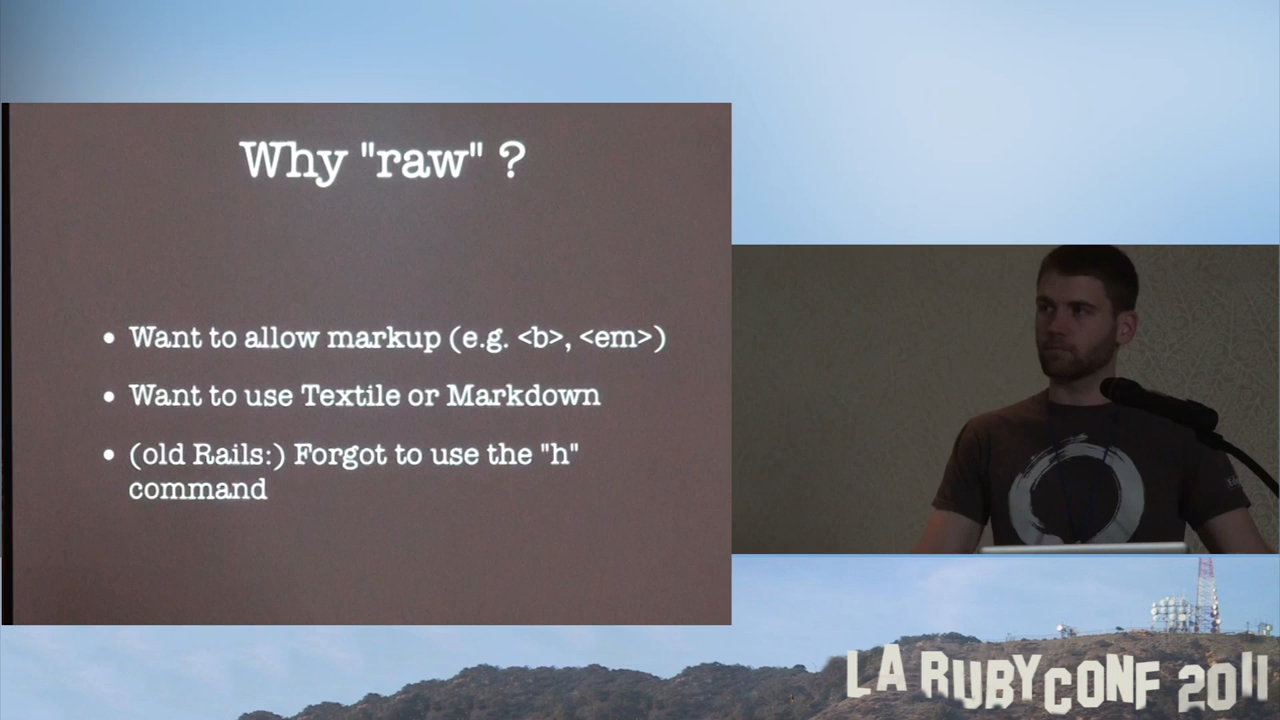 Why "raw" ?
• Want to allow markup (e.g. <b>, <em>)
• Want to use Textile or Markdown
• (old Rails:) Forgot to use the "h"
command
LA RUBYCONF 2011